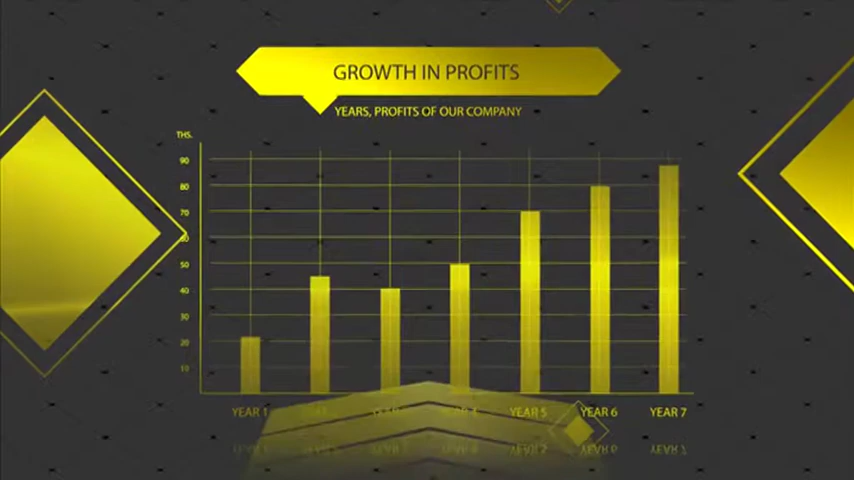 GROWTH IN PROFITS
YEARS, PROFITS OF OUR COMPANY
THS.
90
80
70
60
50
40
30
20
10
YEAR 1
YEAR 5
YEAR 6
YEAR 7